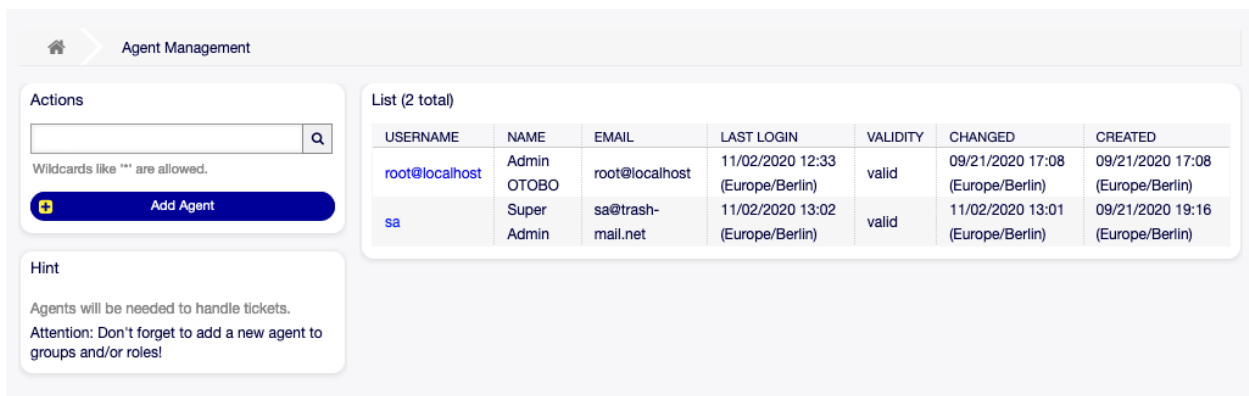 Agent Management
Actions
Wildcards like '*' are allowed.
Add Agent
Hint
Agents will be needed to handle tickets.
Attention: Don't forget to add a new agent to
groups and/or roles!
List (2 total)
USERNAME NAME EMAIL LAST LOGIN VALIDITY CHANGED CREATED
root@localhost Admin OTOBO root@localhost 11/02/2020 12:33 (Europe/Berlin) valid 09/21/2020 17:08 (Europe/Berlin) 09/21/2020 17:08 (Europe/Berlin)
sa Super Admin sa@trash-mail.net 11/02/2020 13:02 (Europe/Berlin) valid 11/02/2020 13:01 (Europe/Berlin) 09/21/2020 19:16 (Europe/Berlin)